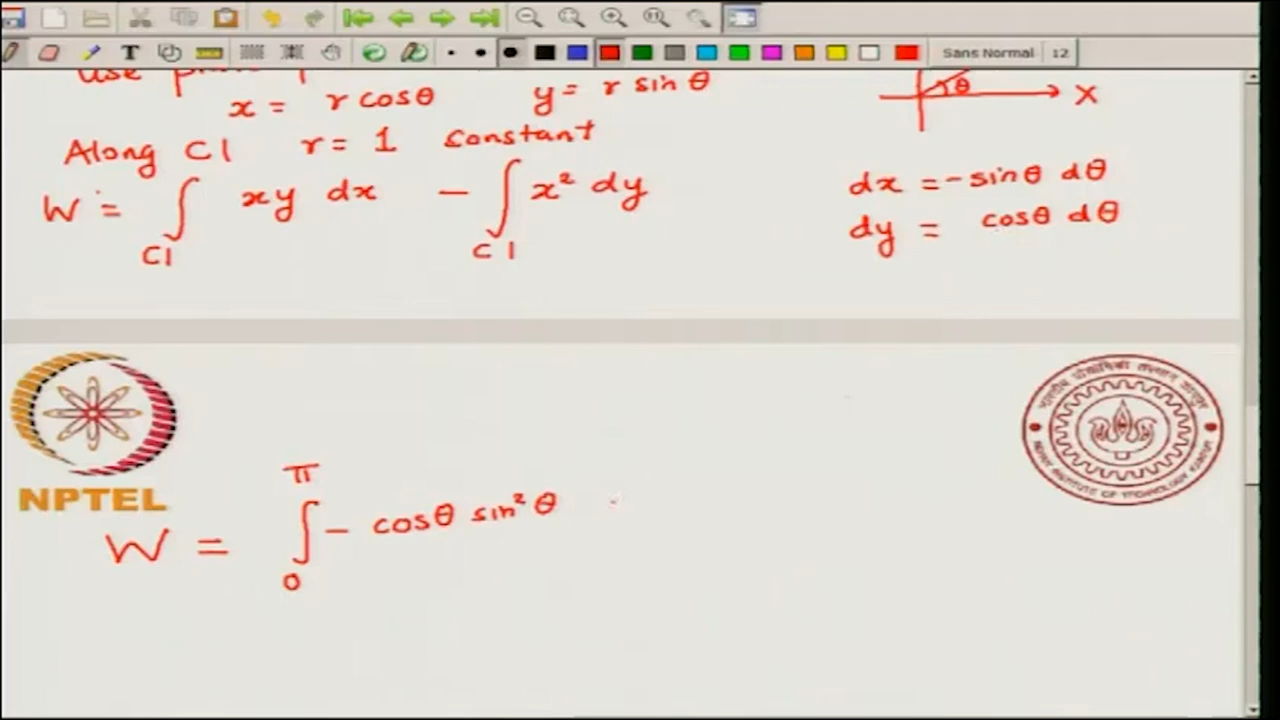 Sans Normal 12
use
x = r cosθ y = r sinθ
θ X
Along C1 r = 1 constant
W = ∫ xy dx − ∫ x² dy
C1 C1
dx = -sinθ dθ
dy = cosθ dθ
NPTEL
π
W = ∫ − cosθ sin²θ
0